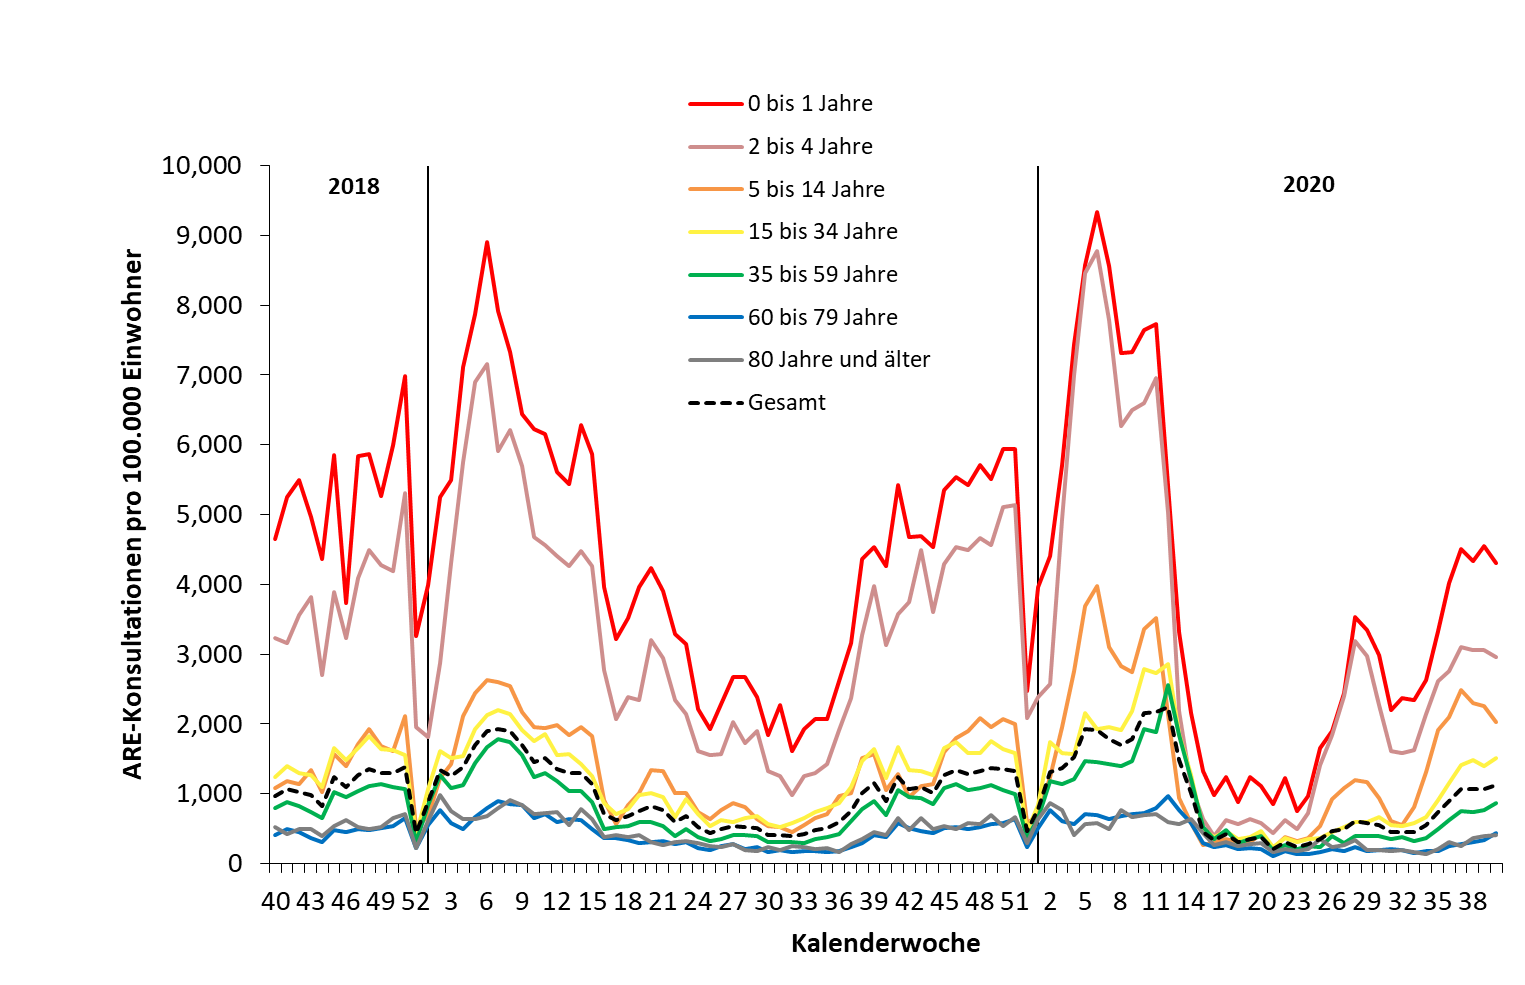 0 bis 1 Jahre
2 bis 4 Jahre
5 bis 14 Jahre
15 bis 34 Jahre
35 bis 59 Jahre
60 bis 79 Jahre
80 Jahre und älter
Gesamt
2018
2020
ARE-Konsultationen pro 100.000 Einwohner
10,000
9,000
8,000
7,000
6,000
5,000
4,000
3,000
2,000
1,000
0
40 43 46 49 52 3 6 9 12 15 18 21 24 27 30 33 36 39 42 45 48 51 2 5 8 11 14 17 20 23 26 29 32 35 38
Kalenderwoche